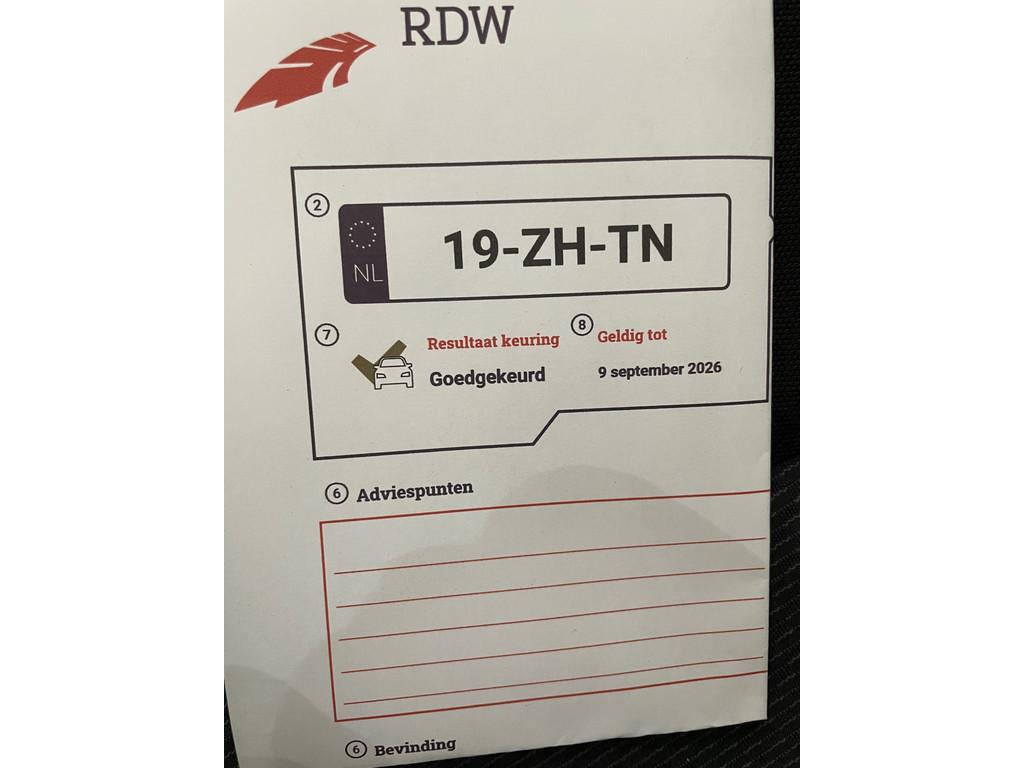 RDW
2
NL
19-ZH-TN
7
Resultaat keuring
Goedgekeurd
8
Geldig tot
9 september 2026
6 Adviespunten
6 Bevinding